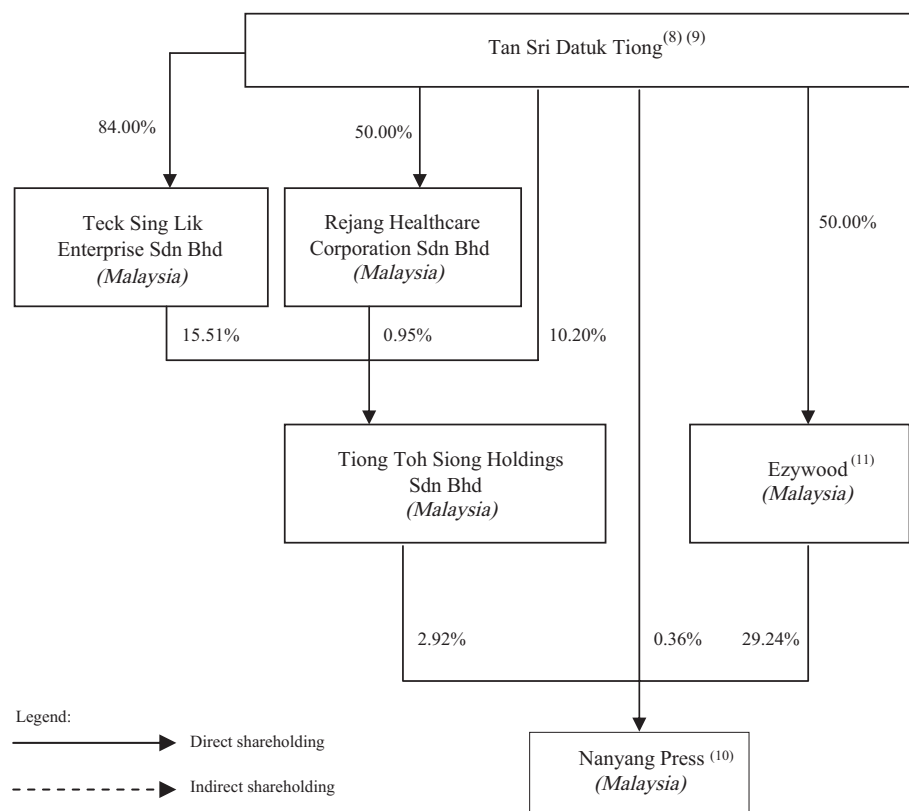 Tan Sri Datuk Tiong(8) (9)
84.00%
50.00%
50.00%
Teck Sing Lik
Enterprise Sdn Bhd
(Malaysia)
Rejang Healthcare
Corporation Sdn Bhd
(Malaysia)
15.51%
0.95%
10.20%
Tiong Toh Siong Holdings
Sdn Bhd
(Malaysia)
Ezywood(11)
(Malaysia)
2.92%
0.36%
29.24%
Legend:
Direct shareholding
Indirect shareholding
Nanyang Press (10)
(Malaysia)